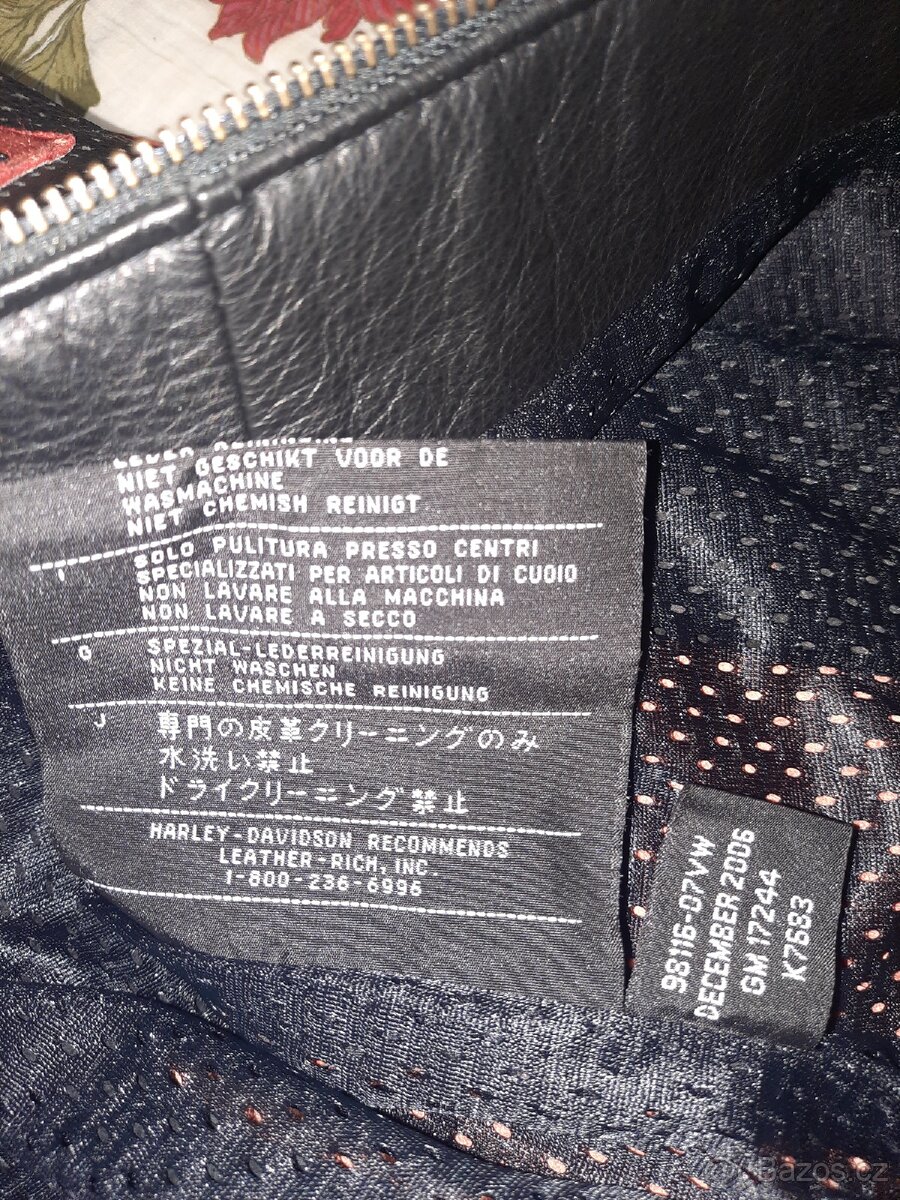 NIET GESCHIKT VOOR DE
WASMACHINE
NIET CHEMISH REINIGT
I SOLO PULITURA PRESSO CENTRI
SPECIALIZZATI PER ARTICOLI DI CUOIO
NON LAVARE ALLA MACCHINA
NON LAVARE A SECCO
G SPEZIAL-LEDERREINIGUNG
NICHT WASCHEN
KEINE CHEMISCHE REINIGUNG
J 専門の皮革クリーニングのみ
水洗い禁止
ドライクリーニング禁止
HARLEY-DAVIDSON RECOMMENDS
LEATHER-RICH, INC.
1-800-236-6996
98116-07VW
DECEMBER 2006
GM 17244
K7683
Bazos.cz